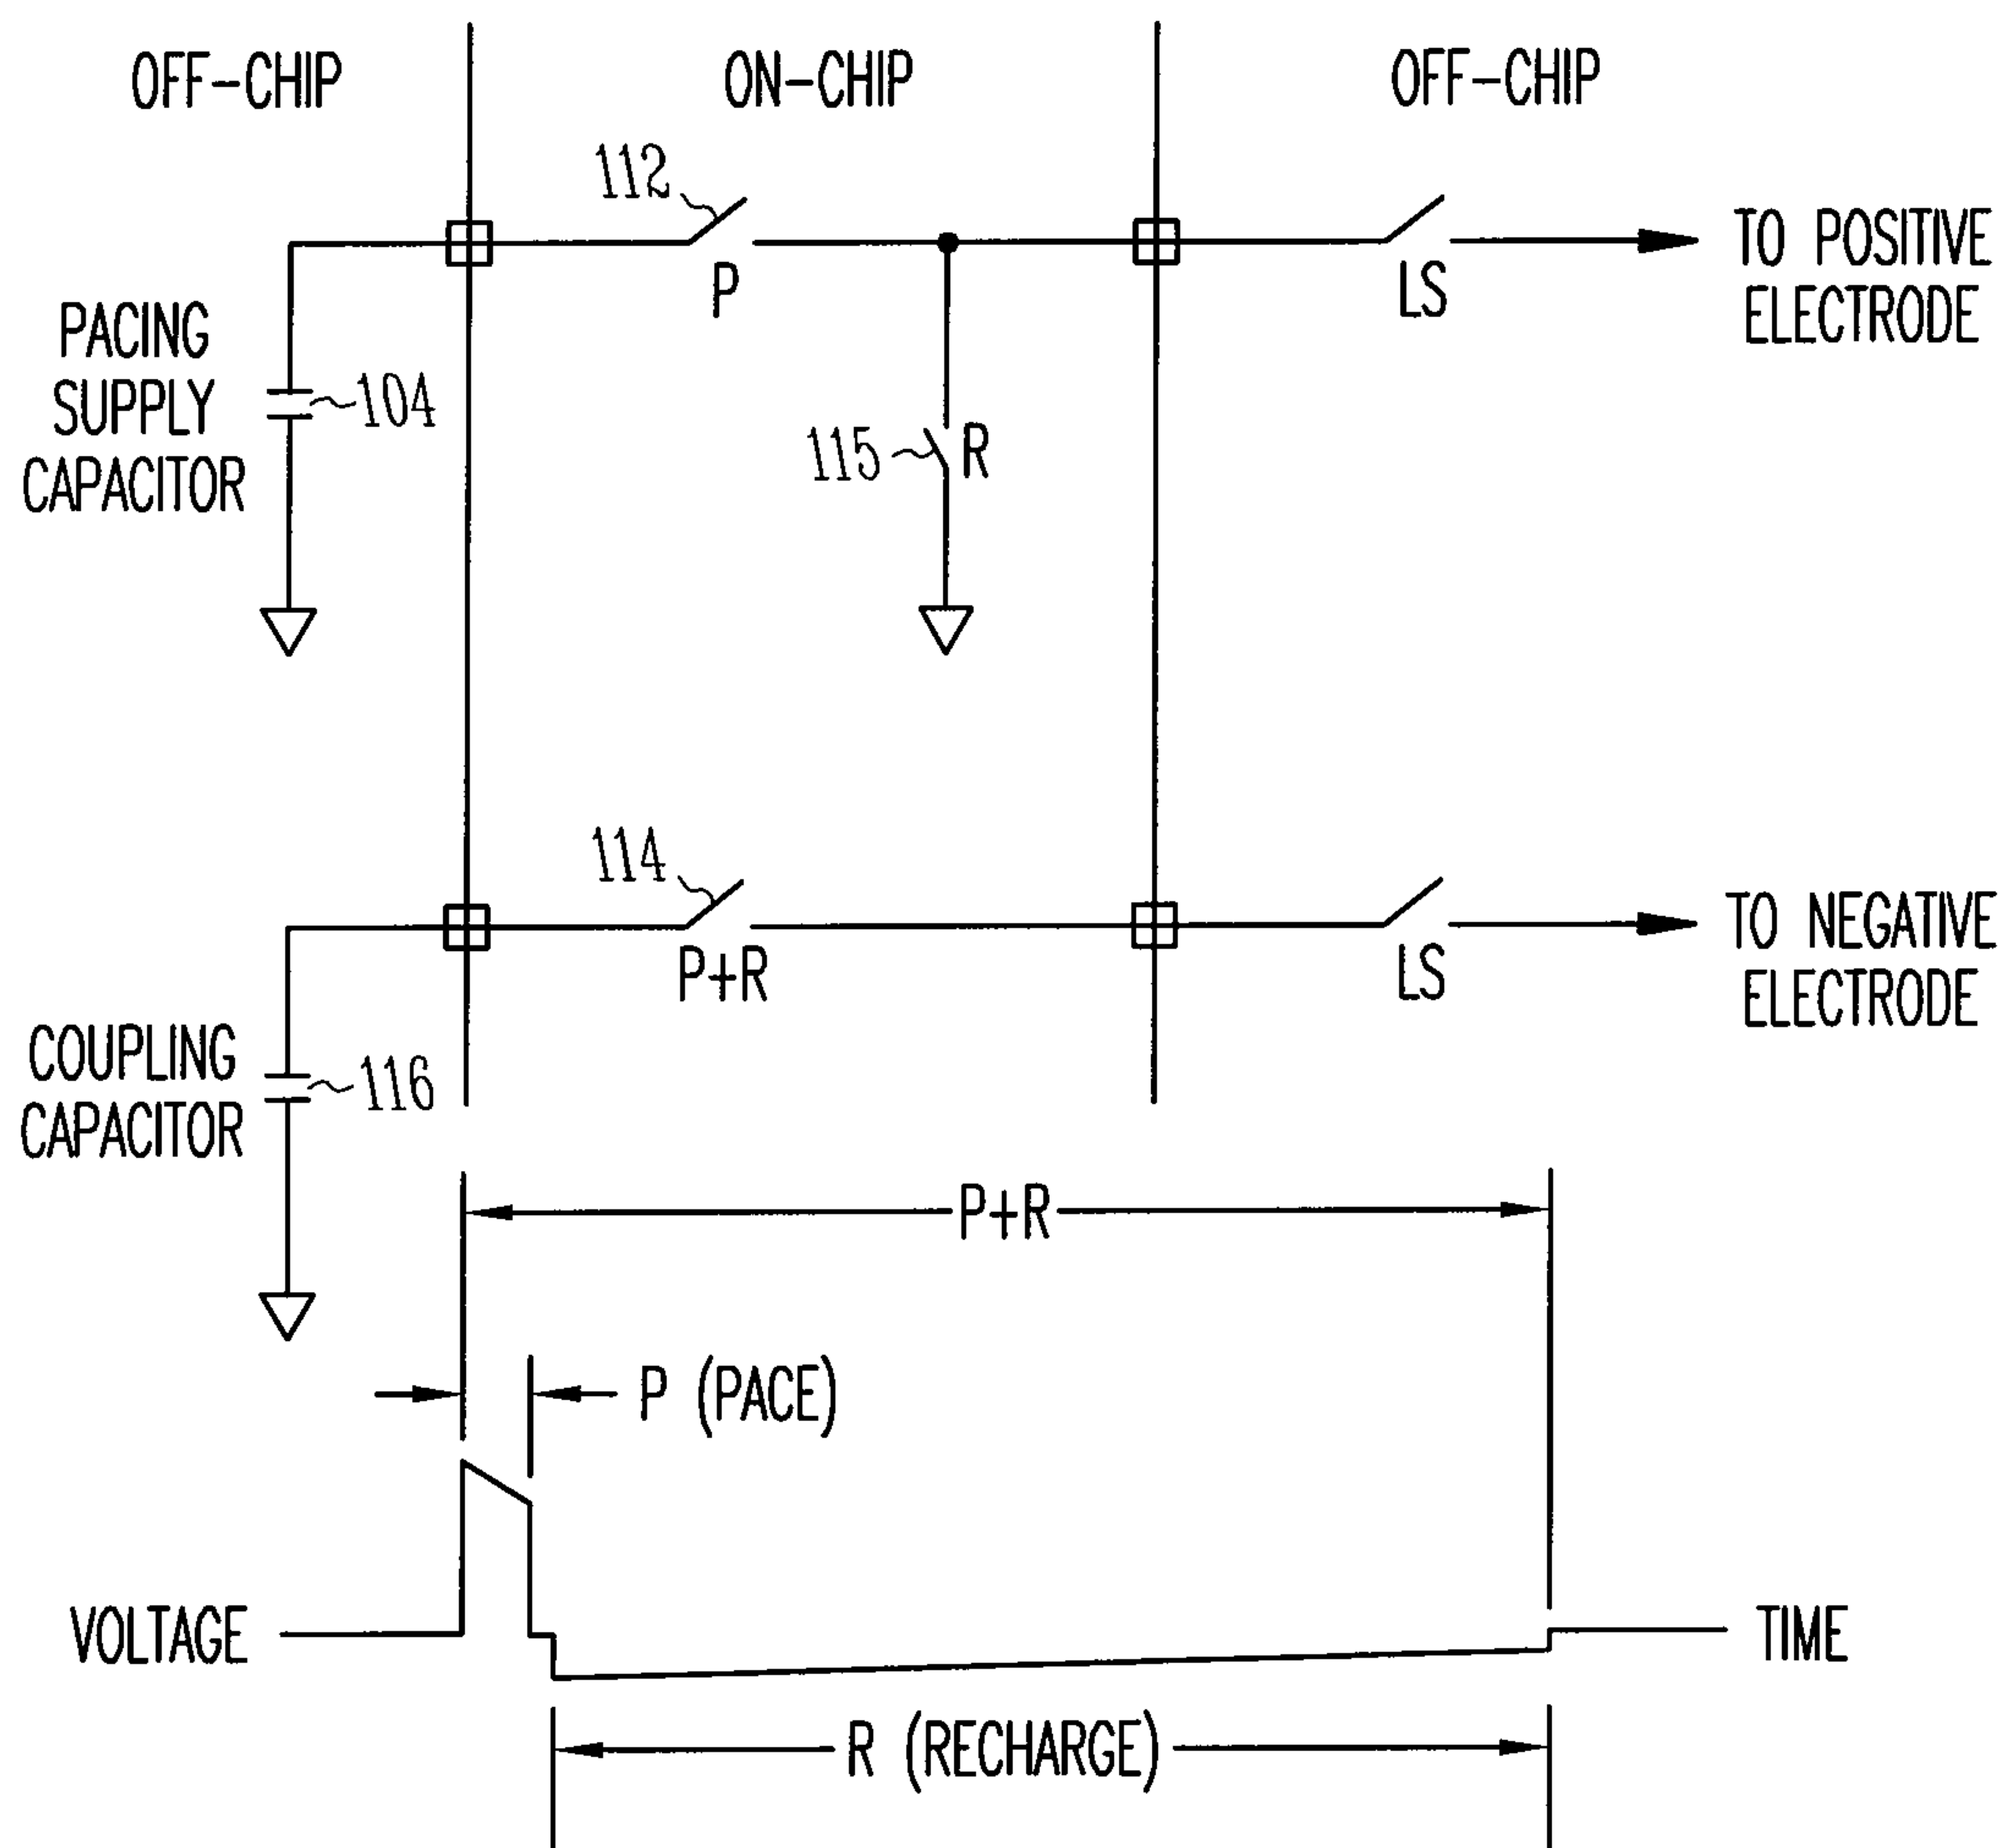 OFF-CHIP
ON-CHIP
OFF-CHIP
112
P
LS
TO POSITIVE
ELECTRODE
PACING
SUPPLY
CAPACITOR
104
115
R
114
P+R
LS
TO NEGATIVE
ELECTRODE
COUPLING
CAPACITOR
116
P+R
P (PACE)
VOLTAGE
TIME
R (RECHARGE)